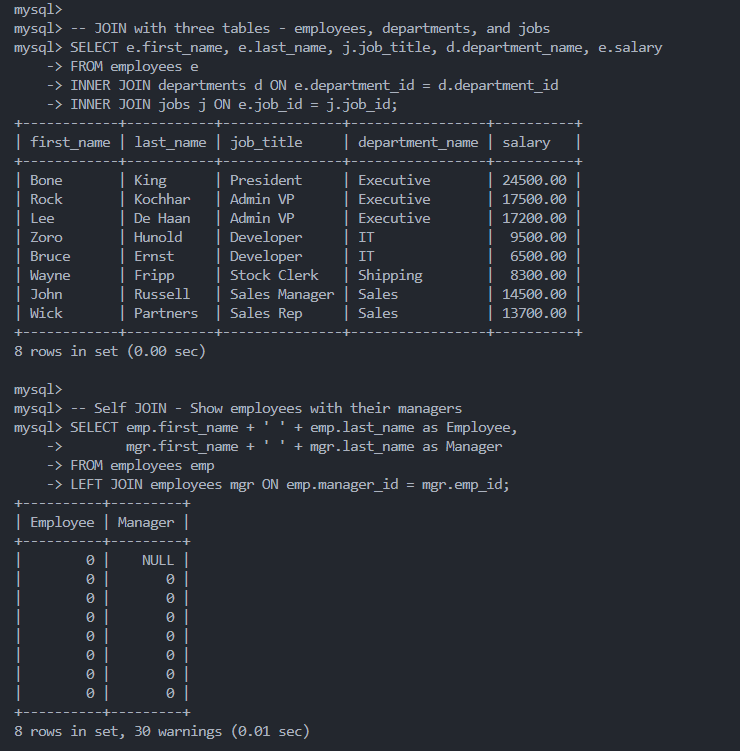 mysql>
mysql> -- JOIN with three tables - employees, departments, and jobs
mysql> SELECT e.first_name, e.last_name, j.job_title, d.department_name, e.salary
    -> FROM employees e
    -> INNER JOIN departments d ON e.department_id = d.department_id
    -> INNER JOIN jobs j ON e.job_id = j.job_id;
+------------+-----------+---------------+-----------------+----------+
| first_name | last_name | job_title     | department_name | salary   |
+------------+-----------+---------------+-----------------+----------+
| Bone       | King      | President     | Executive       | 24500.00 |
| Rock       | Kochhar   | Admin VP      | Executive       | 17500.00 |
| Lee        | De Haan   | Admin VP      | Executive       | 17200.00 |
| Zoro       | Hunold    | Developer     | IT              |  9500.00 |
| Bruce      | Ernst     | Developer     | IT              |  6500.00 |
| Wayne      | Fripp     | Stock Clerk   | Shipping        |  8300.00 |
| John       | Russell   | Sales Manager | Sales           | 14500.00 |
| Wick       | Partners  | Sales Rep     | Sales           | 13700.00 |
+------------+-----------+---------------+-----------------+----------+
8 rows in set (0.00 sec)

mysql>
mysql> -- Self JOIN - Show employees with their managers
mysql> SELECT emp.first_name + ' ' + emp.last_name as Employee,
    ->        mgr.first_name + ' ' + mgr.last_name as Manager
    -> FROM employees emp
    -> LEFT JOIN employees mgr ON emp.manager_id = mgr.emp_id;
+----------+---------+
| Employee | Manager |
+----------+---------+
|        0 |    NULL |
|        0 |       0 |
|        0 |       0 |
|        0 |       0 |
|        0 |       0 |
|        0 |       0 |
|        0 |       0 |
|        0 |       0 |
+----------+---------+
8 rows in set, 30 warnings (0.01 sec)